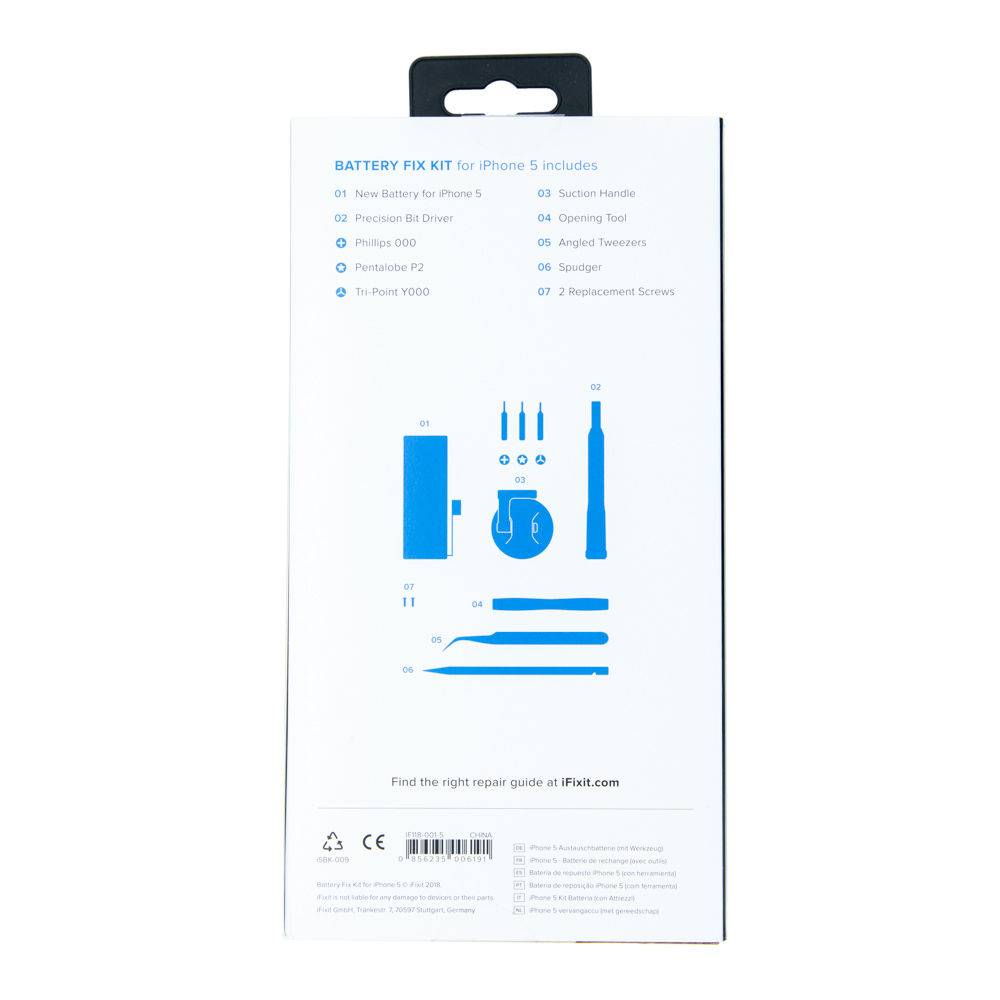 BATTERY FIX KIT for iPhone 5 includes
01 New Battery for iPhone 5
02 Precision Bit Driver
Phillips 000
Pentalobe P2
Tri-Point Y000
03 Suction Handle
04 Opening Tool
05 Angled Tweezers
06 Spudger
07 2 Replacement Screws
02
01
03
07
04
05
06
Find the right repair guide at iFixit.com
IF118-001-5 CHINA
CE
0 856235 006191
i5BK-009
Battery Fix Kit for iPhone 5 © iFixit 2018.
iFixit is not liable for any damage to devices or their parts.
iFixit GmbH, Tränkestr. 7, 70597 Stuttgart, Germany
DE iPhone 5 Austauschbatterie (mit Werkzeug)
FR iPhone 5 - Batterie de rechange (avec outils)
ES Bateria de repuesto iPhone 5 (con herramienta)
PT Bateria de reposição iPhone 5 (com ferramenta)
IT iPhone 5 Kit Batteria (con Attrezzi)
NL iPhone 5 vervangaccu (met gereedschap)